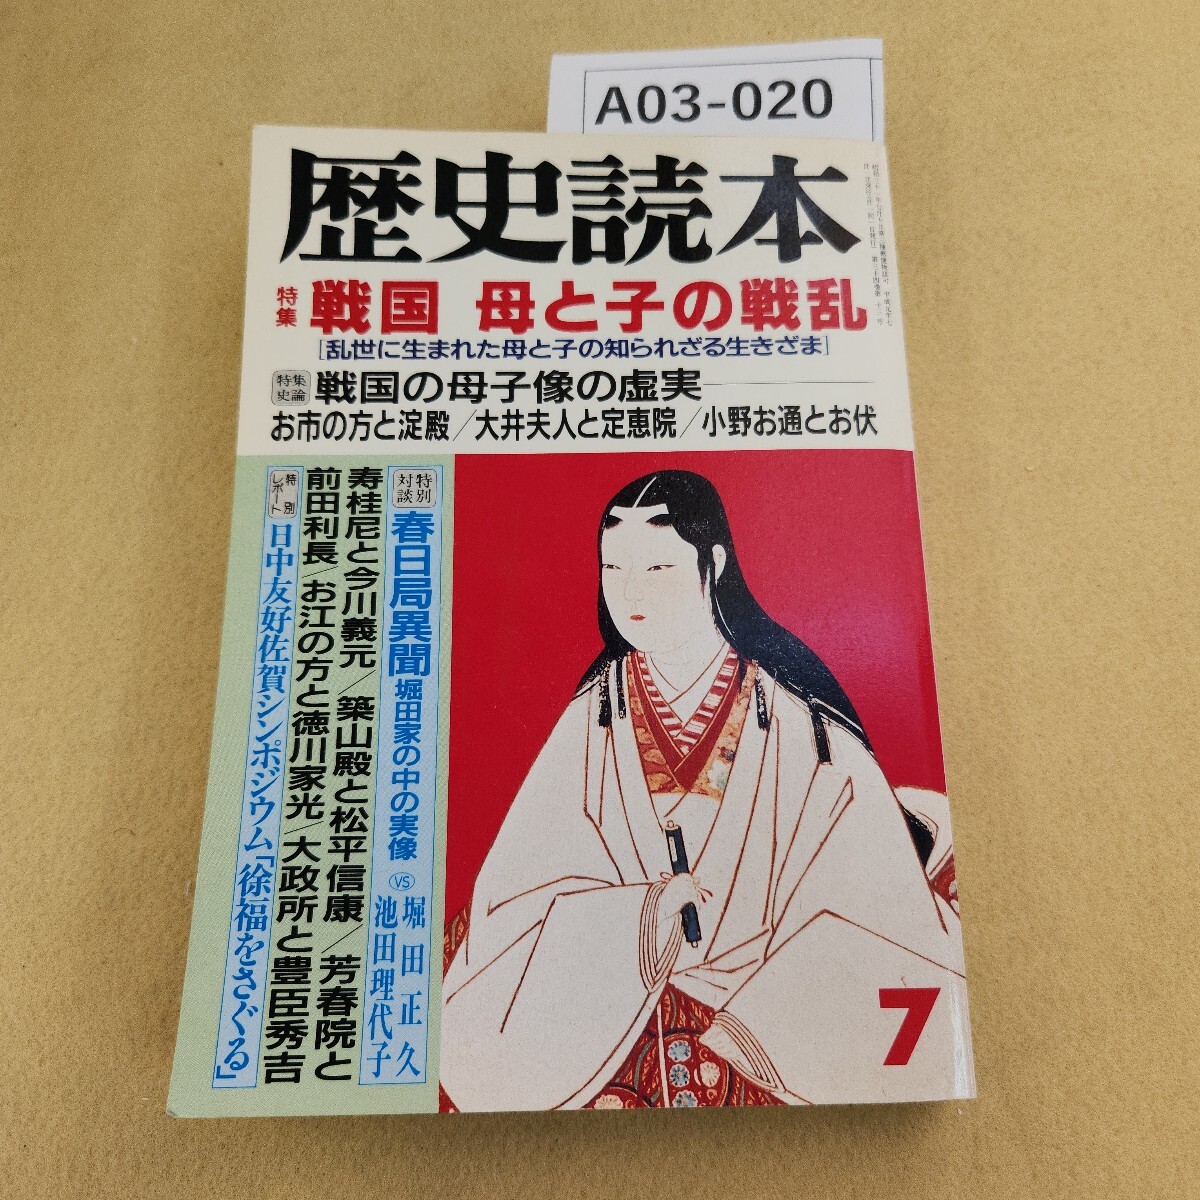 A03-020
歴史読本
特集
戦国 母と子の戦乱
[乱世に生まれた母と子の知られざる生きざま]
特集史論
戦国の母子像の虚実
お市の方と淀殿/大井夫人と定恵院/小野お通とお伏
特別対談
春日局異聞 堀田家の中の実像 VS 堀田正久 池田理代子
寿桂尼と今川義元/築山殿と松平信康/芳春院と
前田利長/お江の方と徳川家光/大政所と豊臣秀吉
特別レポート
日中友好佐賀シンポジウム「徐福をさぐる」
7